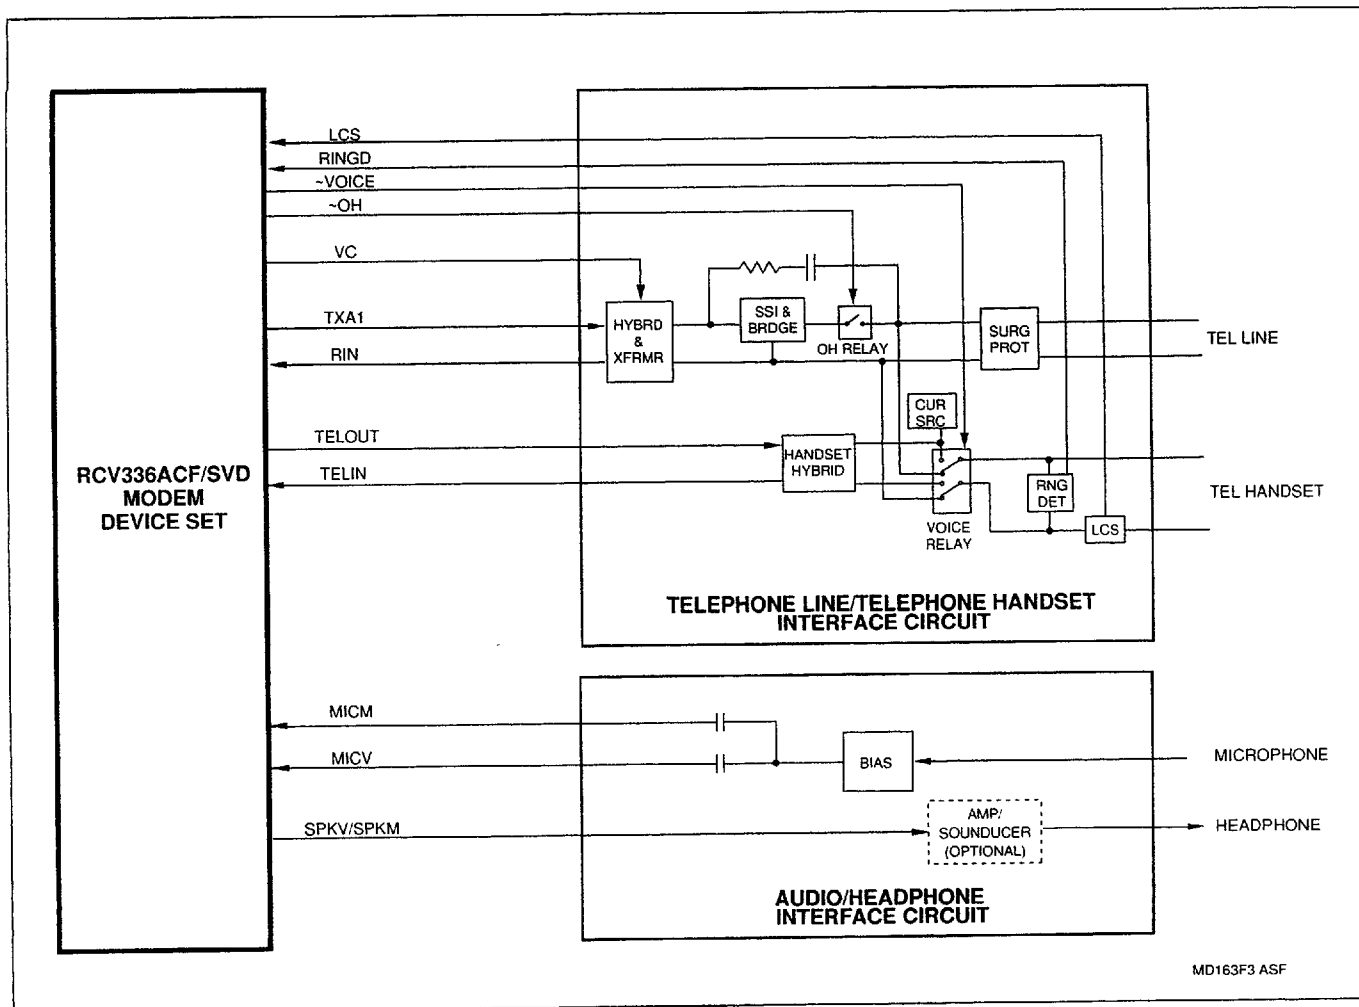 LCS
RINGD
~VOICE
~OH
VC
TXA1
RIN
TELOUT
TELIN
RCV336ACF/SVD
MODEM
DEVICE SET
HYBRD
&
XFRMR
SSI &
BRDGE
OH RELAY
SURG
PROT
TEL LINE
CUR
SRC
HANDSET
HYBRID
VOICE
RELAY
RNG
DET
LCS
TEL HANDSET
TELEPHONE LINE/TELEPHONE HANDSET
INTERFACE CIRCUIT
MICM
MICV
SPKV/SPKM
BIAS
MICROPHONE
AMP/
SOUNDUCER
(OPTIONAL)
HEADPHONE
AUDIO/HEADPHONE
INTERFACE CIRCUIT
MD163F3 ASF